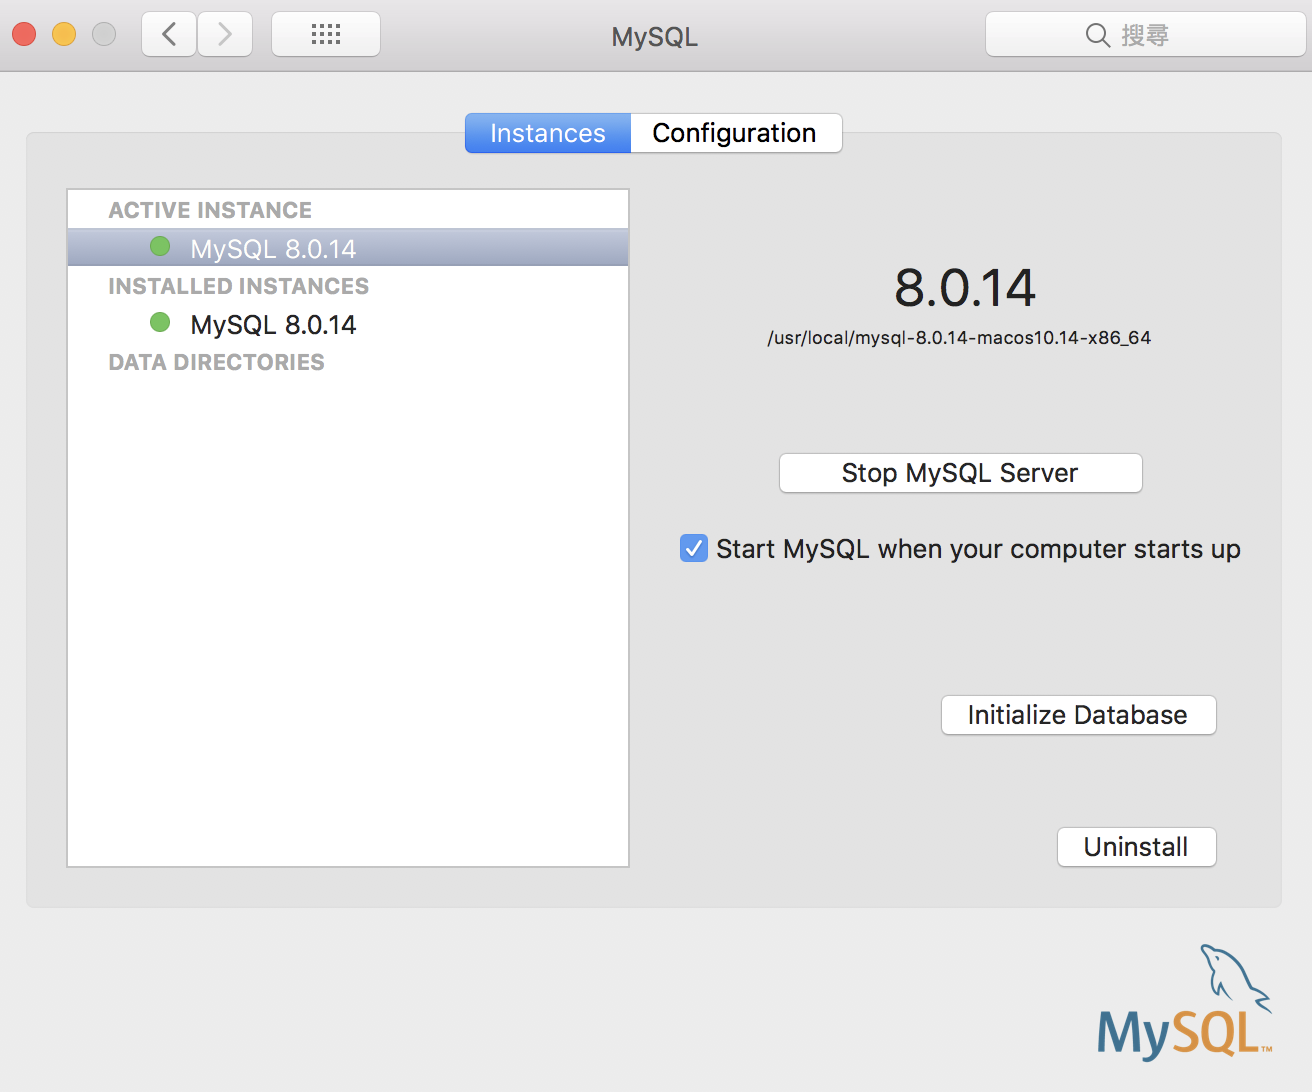 MySQL
搜尋
Instances
Configuration
ACTIVE INSTANCE
MySQL 8.0.14
INSTALLED INSTANCES
MySQL 8.0.14
DATA DIRECTORIES
8.0.14
/usr/local/mysql-8.0.14-macos10.14-x86_64
Stop MySQL Server
Start MySQL when your computer starts up
Initialize Database
Uninstall
MySQL™